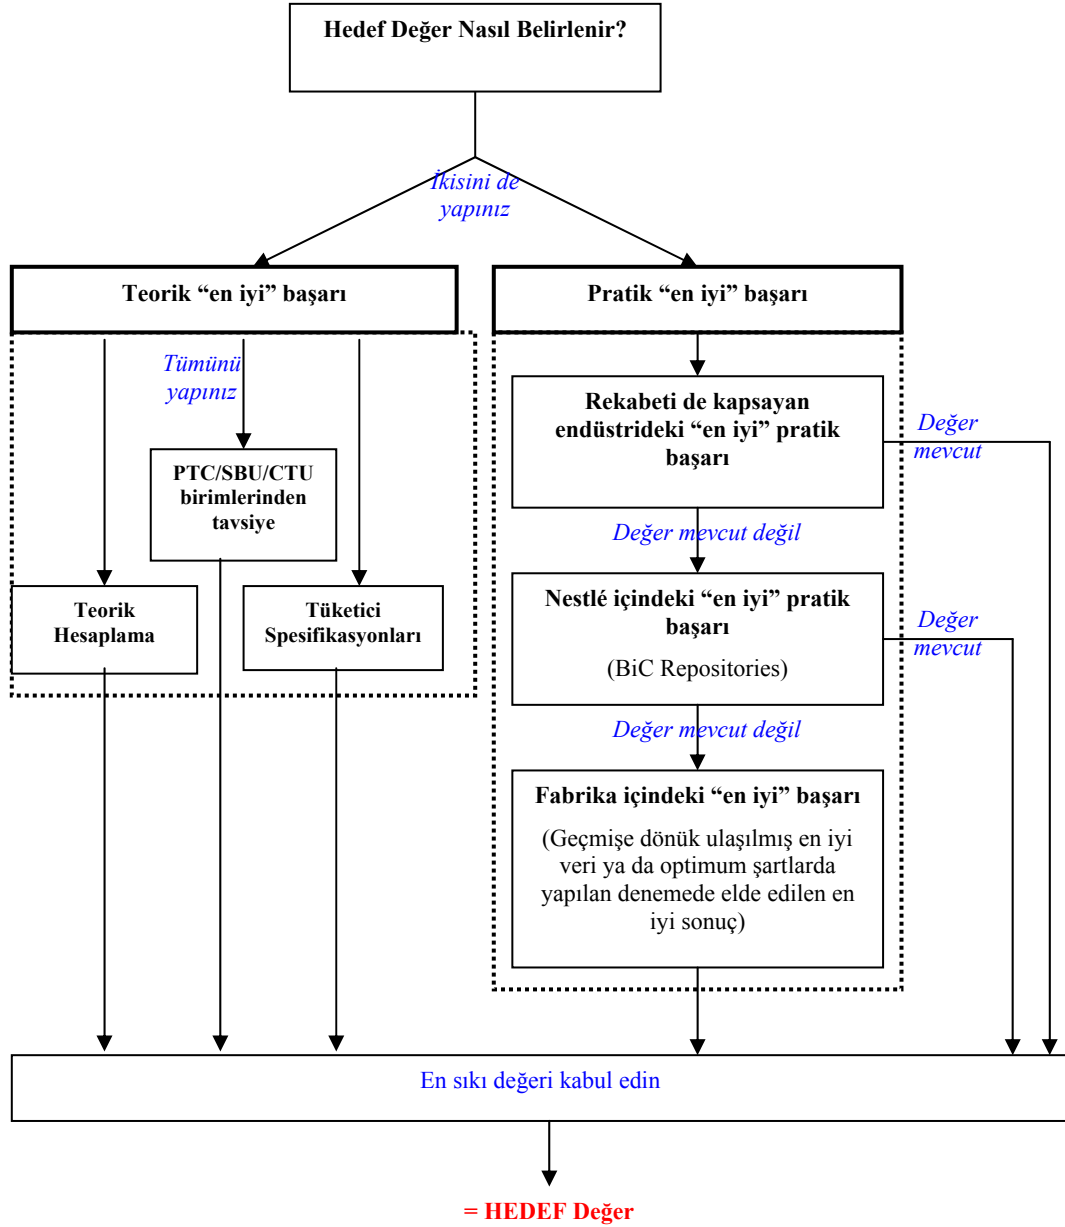 Hedef Değer Nasıl Belirlenir?
İkisini de
yapınız
Teorik “en iyi” başarı
Pratik “en iyi” başarı
Tümünü
yapınız
PTC/SBU/CTU
birimlerinden
tavsiye
Teorik
Hesaplama
Tüketici
Spesifikasyonları
Rekabeti de kapsayan
endüstrideki “en iyi” pratik
başarı
Değer
mevcut
Değer mevcut değil
Nestlé içindeki “en iyi” pratik
başarı
(BiC Repositories)
Değer
mevcut
Değer mevcut değil
Fabrika içindeki “en iyi” başarı
(Geçmişe dönük ulaşılmış en iyi
veri ya da optimum şartlarda
yapılan denemede elde edilen en
iyi sonuç)
En sıkı değeri kabul edin
= HEDEF Değer